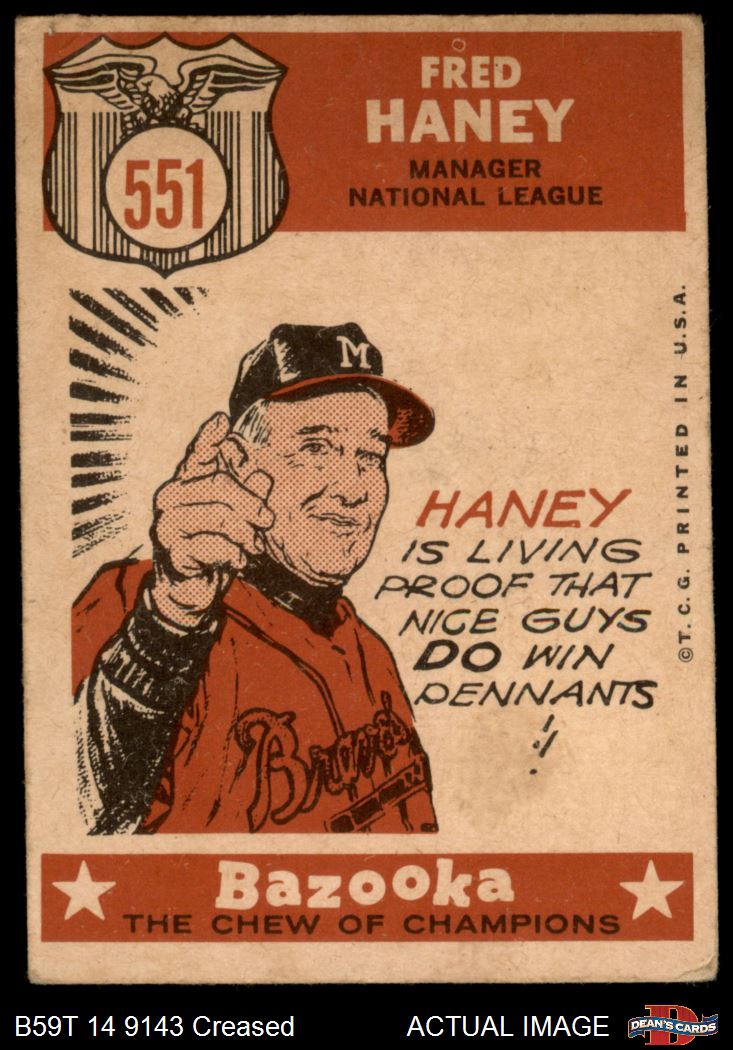 551
FRED
HANEY
MANAGER
NATIONAL LEAGUE
M
HANEY
IS LIVING
PROOF THAT
NICE GUYS
DO WIN
PENNANTS
!!
Braves
©T.C.G. PRINTED IN U.S.A.
Bazooka
THE CHEW OF CHAMPIONS
B59T 14 9143 Creased
ACTUAL IMAGE
D
DEAN'S CARDS